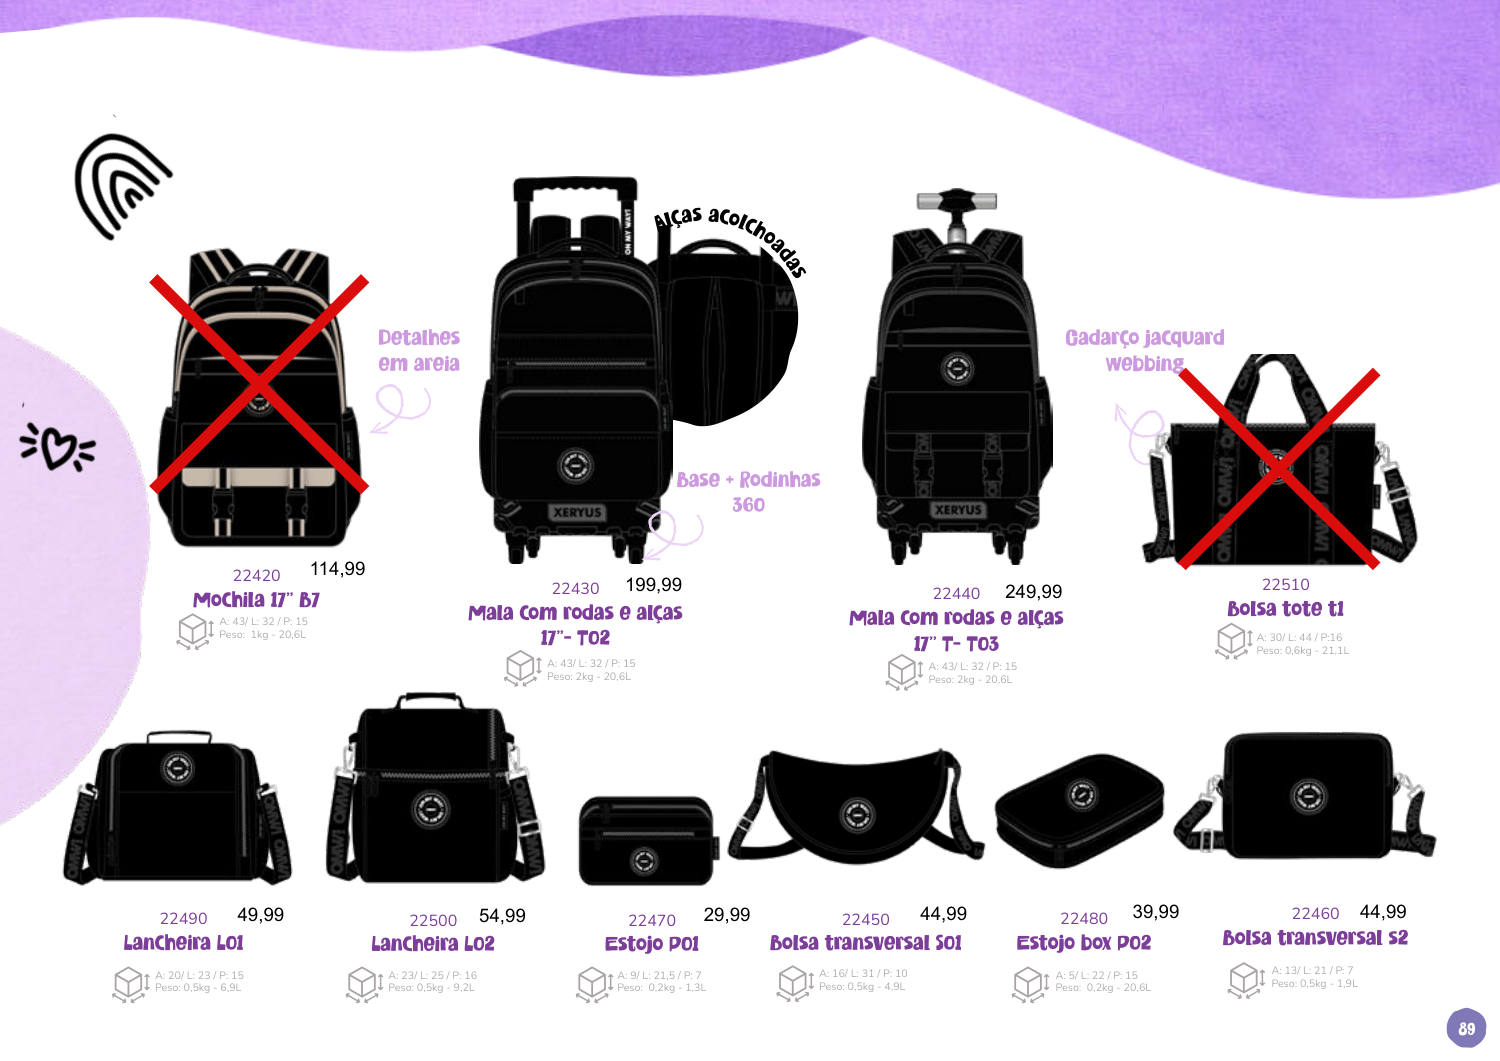 Alças acolchoadas
ON MY WAY!
Detalhes
em areia
Cadarço jacquard
webbing
Base + Rodinhas
360
XERYUS
XERYUS
22420 114,99
Mochila 17" B7
A: 43/ L: 32 / P: 15
Peso: 1kg - 20,6L
22430 199,99
Mala com rodas e alças
17"- T02
A: 43/ L: 32 / P: 15
Peso: 2kg - 20,6L
22440 249,99
Mala com rodas e alças
17" T- T03
A: 43/ L: 32 / P: 15
Peso: 2kg - 20,6L
22510
Bolsa tote t1
A: 30/ L: 44 / P:16
Peso: 0,6kg - 21,1L
22490 49,99
Lancheira L01
A: 20/ L: 23 / P: 15
Peso: 0,5kg - 6,9L
22500 54,99
Lancheira L02
A: 23/ L: 25 / P: 16
Peso: 0,5kg - 9,2L
22470 29,99
Estojo P01
A: 9/ L: 21,5 / P: 7
Peso: 0,2kg - 1,3L
22450 44,99
Bolsa transversal S01
A: 16/ L: 31 / P: 10
Peso: 0,5kg - 4,9L
22480 39,99
Estojo box P02
A: 5/ L: 22 / P: 15
Peso: 0,2kg - 20,6L
22460 44,99
Bolsa transversal s2
A: 13/ L: 21 / P: 7
Peso: 0,5kg - 1,9L
89